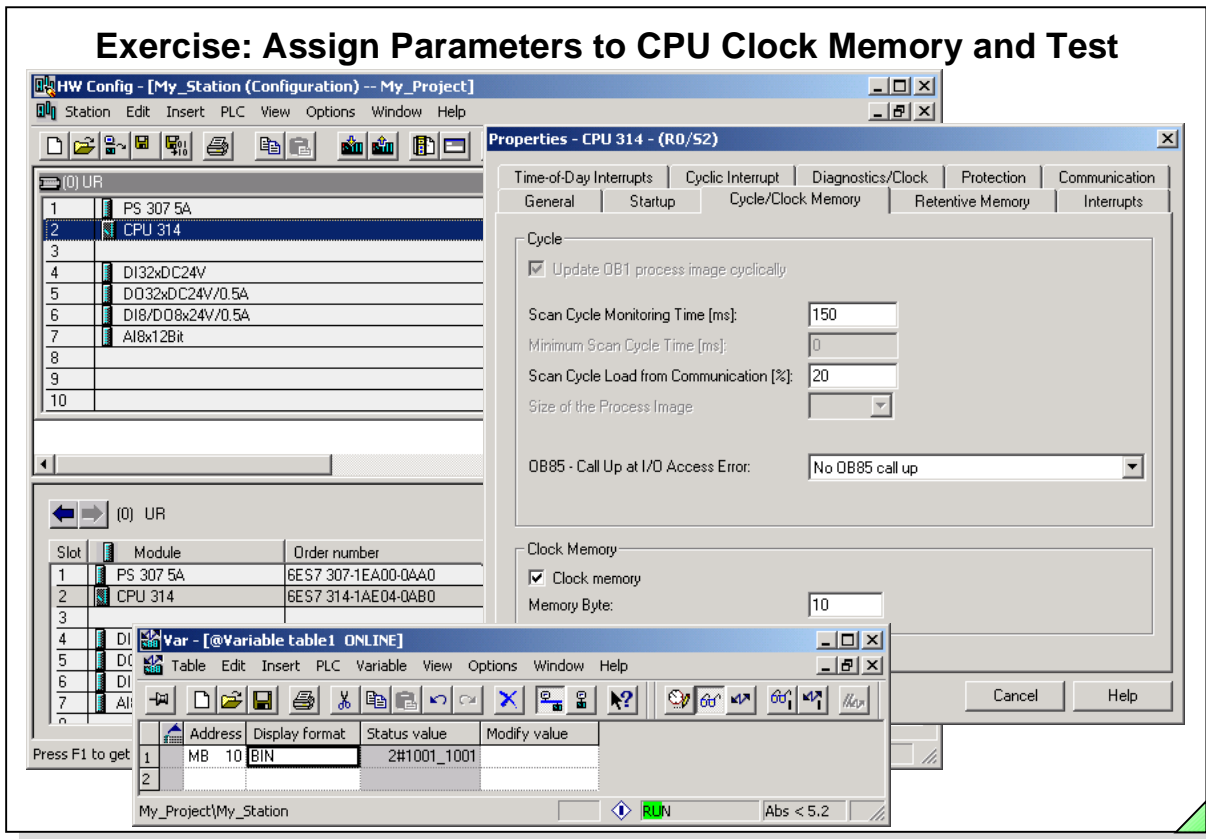 Exercise: Assign Parameters to CPU Clock Memory and Test
HW Config - [My_Station (Configuration) -- My_Project]
Station Edit Insert PLC View Options Window Help
(0) UR
1 PS 307 5A
2 CPU 314
3
4 DI32xDC24V
5 DO32xDC24V/0.5A
6 DI8/DO8x24V/0.5A
7 AI8x12Bit
8
9
10
Properties - CPU 314 - (R0/S2)
Time-of-Day Interrupts Cyclic Interrupt Diagnostics/Clock Protection Communication
General Startup Cycle/Clock Memory Retentive Memory Interrupts
Cycle
Update OB1 process image cyclically
Scan Cycle Monitoring Time [ms]: 150
Minimum Scan Cycle Time [ms]: 0
Scan Cycle Load from Communication [%]: 20
Size of the Process Image
OB85 - Call Up at I/O Access Error: No OB85 call up
Clock Memory
Clock memory
Memory Byte: 10
Cancel Help
(0) UR
Slot Module Order number
1 PS 307 5A 6ES7 307-1EA00-0AA0
2 CPU 314 6ES7 314-1AE04-0AB0
3
4 DI
5 DO
6 DI
7 AI
Press F1 to get
Var - [@Variable table1 ONLINE]
Table Edit Insert PLC Variable View Options Window Help
Address Display format Status value Modify value
1 MB 10 BIN 2#1001_1001
2
My_Project\My_Station RUN Abs < 5.2